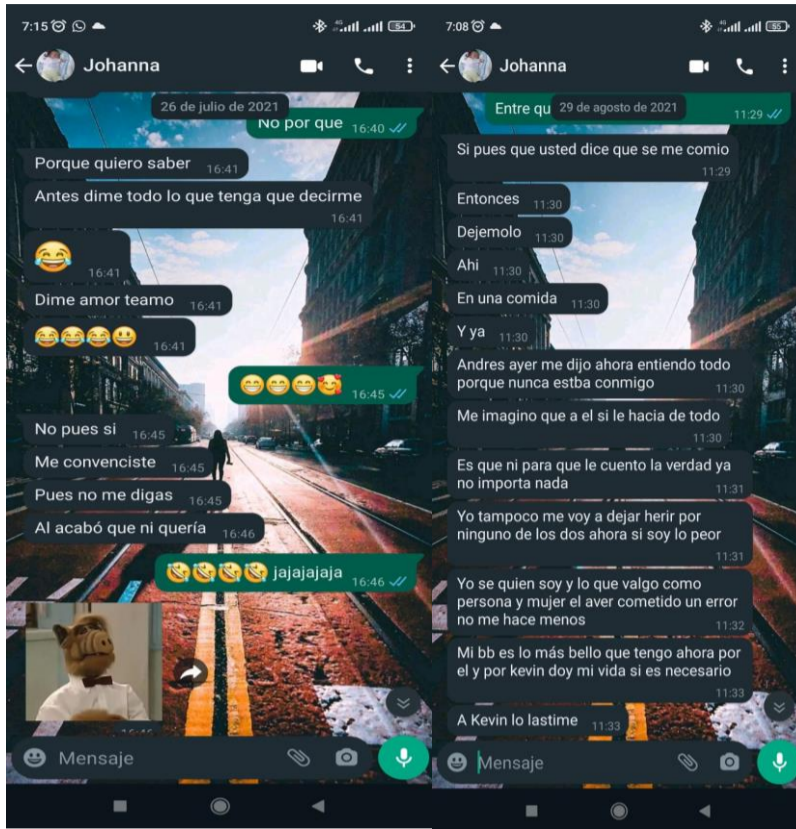 7:15
54
Johanna
26 de julio de 2021
No por que 16:40
Porque quiero saber 16:41
Antes dime todo lo que tenga que decirme
16:41
16:41
Dime amor teamo 16:41
16:41
16:45
No pues si 16:45
Me convenciste 16:45
Pues no me digas 16:45
Al acabó que ni quería 16:46
jajajajaja 16:46
Mensaje
7:08
55
Johanna
Entre qu
29 de agosto de 2021
11:29
Si pues que usted dice que se me comio
11:29
Entonces 11:30
Dejemolo 11:30
Ahi 11:30
En una comida 11:30
Y ya 11:30
Andres ayer me dijo ahora entiendo todo
porque nunca estba conmigo 11:30
Me imagino que a el si le hacia de todo
11:30
Es que ni para que le cuento la verdad ya
no importa nada 11:31
Yo tampoco me voy a dejar herir por
ninguno de los dos ahora si soy lo peor
11:31
Yo se quien soy y lo que valgo como
persona y mujer el aver cometido un error
no me hace menos 11:32
Mi bb es lo más bello que tengo ahora por
el y por kevin doy mi vida si es necesario
11:33
A Kevin lo lastime 11:33
Mensaje